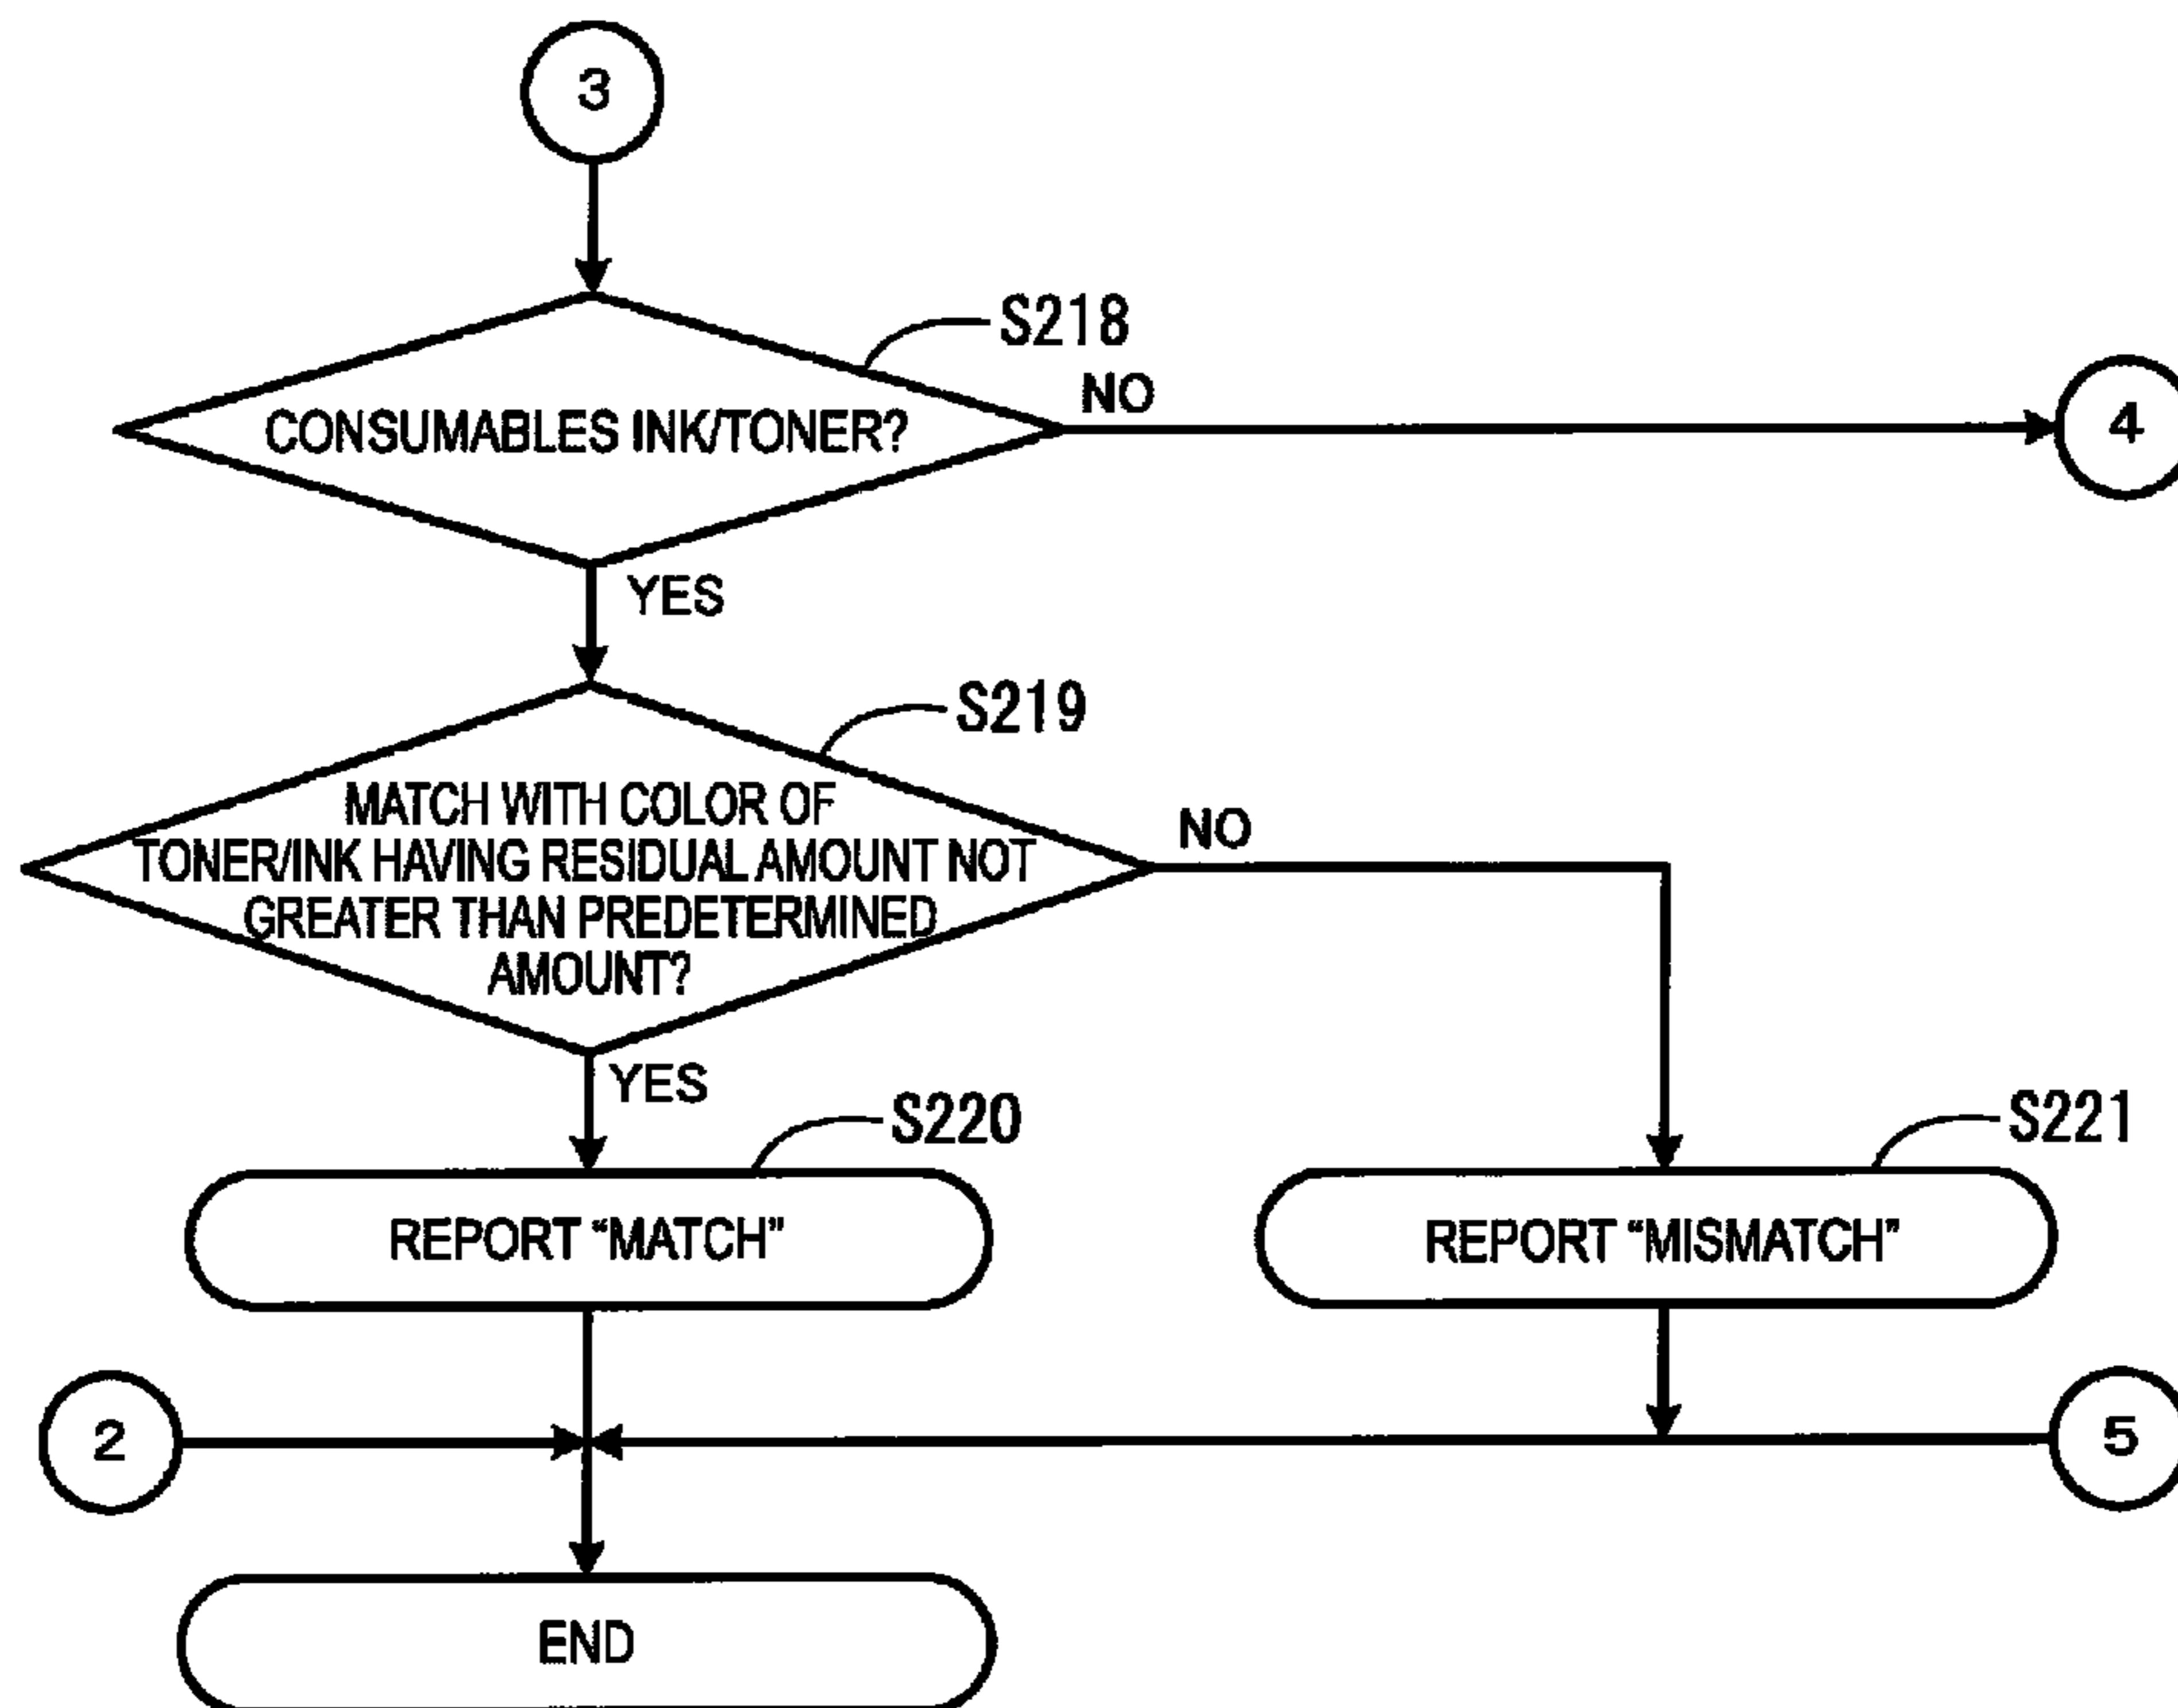 3
S218
CONSUMABLES INK/TONER?
NO
4
YES
S219
MATCH WITH COLOR OF
TONER/INK HAVING RESIDUAL AMOUNT NOT
GREATER THAN PREDETERMINED
AMOUNT?
NO
YES
S220
S221
REPORT “MATCH”
REPORT “MISMATCH”
2
5
END